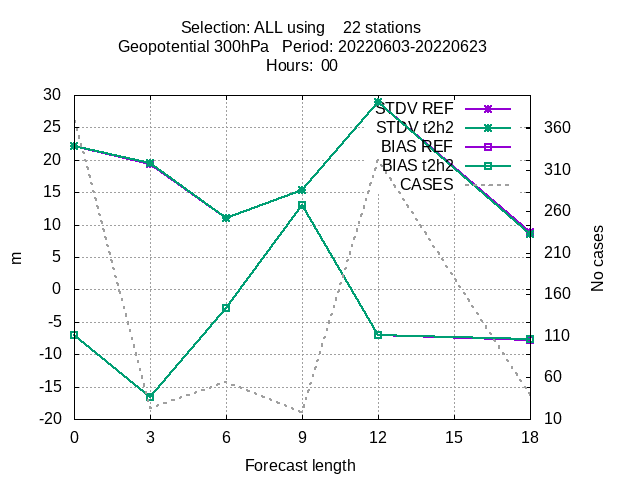 Selection: ALL using    22 stations
Geopotential 300hPa   Period: 20220603-20220623
Hours:  00
30
25
20
15
10
5
0
-5
-10
-15
-20
m
STDV REF
STDV t2h2
BIAS REF
BIAS t2h2
CASES
360
310
260
210
160
110
60
10
No cases
0 3 6 9 12 15 18
Forecast length